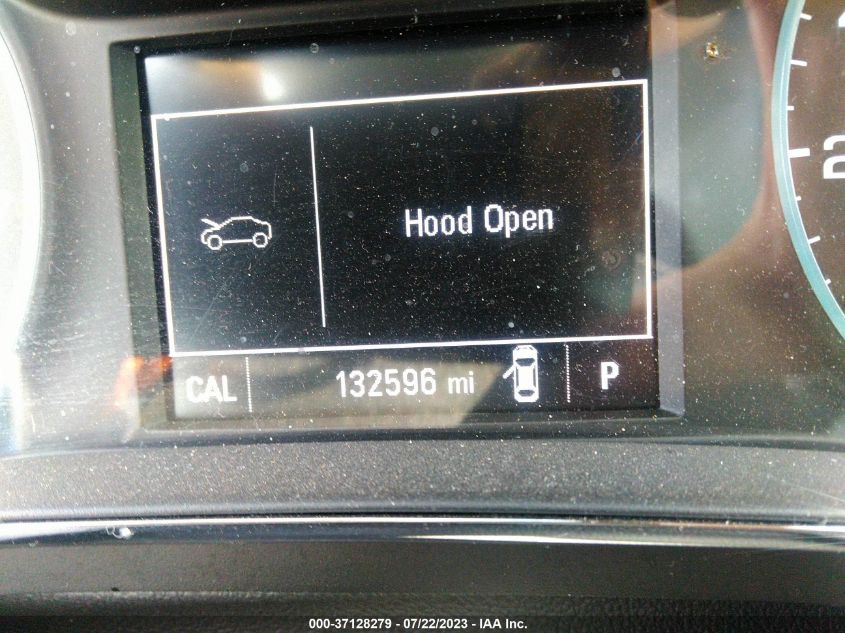 Hood Open
CAL 132596 mi P
000-37128279 - 07/22/2023 - IAA Inc.